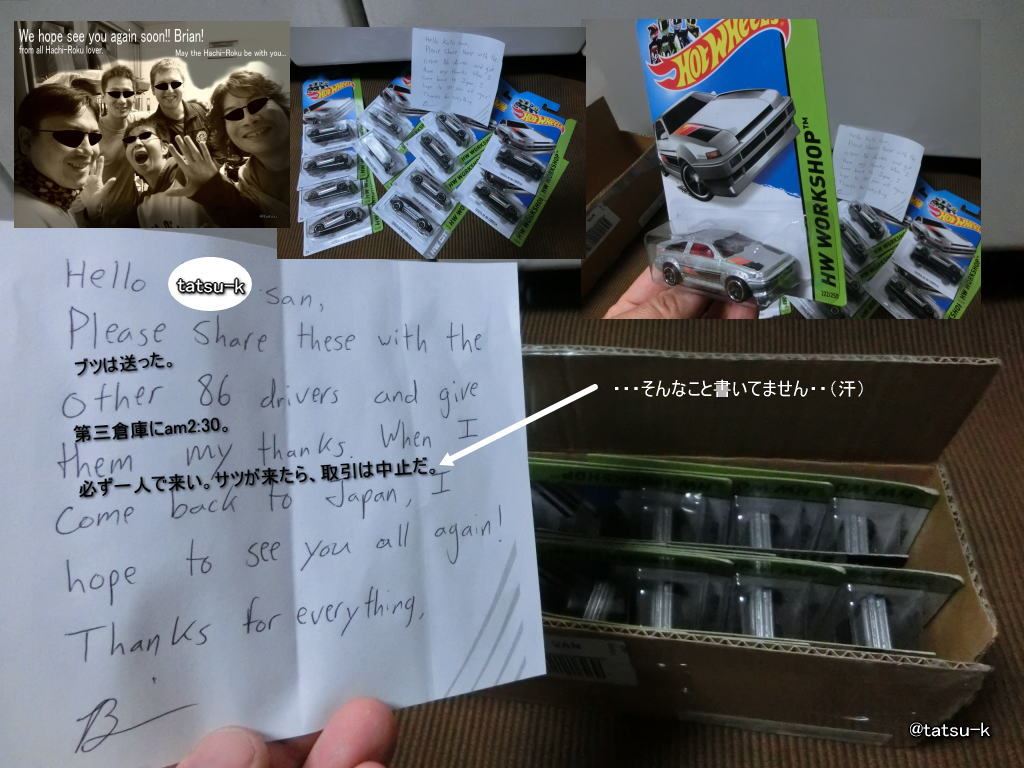 We hope see you again soon!! Brian!
from all Hachi-Roku lover.
May the Hachi-Roku be with you...
@tatsu
Hot Wheels
HW WORKSHOP™
Hello tatsu-k san,
Please share these with the
ブツは送った。
other 86 drivers and give
第三倉庫にam2:30。
them my thanks. When I
必ず一人で来い。サツが来たら、取引は中止だ。
come back to Japan, I
hope to see you all again!
Thanks for everything,
B
・・・そんなこと書いてません・・（汗）
@tatsu-k